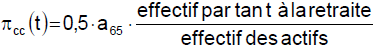 π_cc(t)=0,5·a_65 · effectif partant à la retraite / effectif des actifs